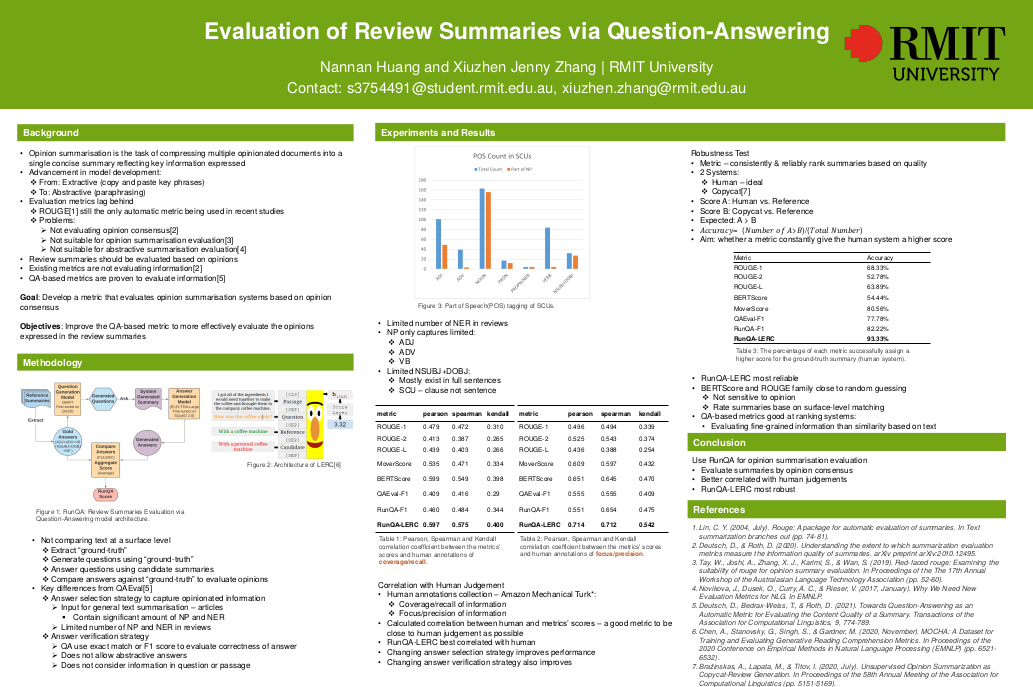 Evaluation of Review Summaries via Question-Answering
Nannan Huang and Xiuzhen Jenny Zhang | RMIT University
Contact: s3754491@student.rmit.edu.au, xiuzhen.zhang@rmit.edu.au
RMIT
UNIVERSITY
Background
• Opinion summarisation is the task of compressing multiple opinionated documents into a
single concise summary reflecting key information expressed
• Advancement in model development:
❖ From: Extractive (copy and paste key phrases)
❖ To: Abstractive (paraphrasing)
• Evaluation metrics lag behind
❖ ROUGE[1] still the only automatic metric being used in recent studies
❖ Problems:
➢ Not evaluating opinion consensus[2]
➢ Not suitable for opinion summarisation evaluation[3]
➢ Not suitable for abstractive summarisation evaluation[4]
• Review summaries should be evaluated based on opinions
• Existing metrics are not evaluating information[2]
• QA-based metrics are proven to evaluate information[5]
Goal: Develop a metric that evaluates opinion summarisation systems based on opinion
consensus
Objectives: Improve the QA-based metric to more effectively evaluate the opinions
expressed in the review summaries
Methodology
Reference
Summaries
Question
Generation
Model
Generated
Questions
Ask
System
Generated
Summary
Answer
Generation
Model
Extract
Gold
Answers
Compare
Answers
Aggregate
Score
(Average)
Generated
Answers
RunQA
Score
Figure 1: RunQA: Review Summaries Evaluation via
Question-Answering model architecture.
I got all of the ingredients I
would need together to make
the coffee and brought them to
the company coffee machine.
With a coffee machine
With a personal coffee
machine
[CLS]
Passage
[SEP]
Question
[SEP]
Reference
[SEP]
Candidate
[SEP]
3.32
Figure 2: Architecture of LERC[6]
• Not comparing text at a surface level
❖ Extract “ground-truth”
❖ Generate questions using “ground-truth”
❖ Answer questions using candidate summaries
❖ Compare answers against “ground-truth” to evaluate opinions
• Key differences from QAEval[5]
❖ Answer selection strategy to capture opinionated information
➢ Input for general text summarisation – articles
▪ Contain significant amount of NP and NER
➢ Limited number of NP and NER in reviews
❖ Answer verification strategy
➢ QA use exact match or F1 score to evaluate correctness of answer
➢ Does not allow abstractive answers
➢ Does not consider information in question or passage
Experiments and Results
POS Count in SCUs
Total Count Part of NP
180
160
140
120
100
80
60
40
20
0
ADJ ADV NOUN PRON PROPN/NER VERB NSUBJ+DOBJ
Figure 3: Part of Speech(POS) tagging of SCUs.
• Limited number of NER in reviews
• NP only captures limited:
❖ ADJ
❖ ADV
❖ VB
• Limited NSUBJ+DOBJ:
❖ Mostly exist in full sentences
❖ SCU – clause not sentence
metric pearson spearman kendall
ROUGE-1 0.479 0.472 0.310
ROUGE-2 0.413 0.387 0.265
ROUGE-L 0.439 0.403 0.266
MoverScore 0.535 0.471 0.334
BERTScore 0.599 0.549 0.398
QAEval-F1 0.409 0.416 0.29
RunQA-F1 0.460 0.484 0.344
RunQA-LERC 0.597 0.575 0.400
Table 1: Pearson, Spearman and Kendall
correlation coefficient between the metrics'
scores and human annotations of
coverage/recall.
metric pearson spearman kendall
ROUGE-1 0.496 0.494 0.339
ROUGE-2 0.525 0.543 0.374
ROUGE-L 0.436 0.388 0.254
MoverScore 0.609 0.597 0.432
BERTScore 0.651 0.645 0.470
QAEval-F1 0.555 0.555 0.409
RunQA-F1 0.551 0.654 0.475
RunQA-LERC 0.714 0.712 0.542
Table 2: Pearson, Spearman and Kendall
correlation coefficient between the metrics' scores
and human annotations of focus/precision.
Correlation with Human Judgement
• Human annotations collection – Amazon Mechanical Turk*:
❖ Coverage/recall of information
❖ Focus/precision of information
• Calculated correlation between human and metrics' scores – a good metric to be
close to human judgement as possible
• RunQA-LERC best correlated with human
• Changing answer selection strategy improves performance
• Changing answer verification strategy also improves
Robustness Test
• Metric – consistently & reliably rank summaries based on quality
• 2 Systems:
❖ Human – ideal
❖ Copycat[7]
• Score A: Human vs. Reference
• Score B: Copycat vs. Reference
• Expected: A > B
• Accuracy= (Number of A>B)/(Total Number)
• Aim: whether a metric constantly give the human system a higher score
Metric Accuracy
ROUGE-1 68.33%
ROUGE-2 52.78%
ROUGE-L 63.89%
BERTScore 54.44%
MoverScore 80.56%
QAEval-F1 77.78%
RunQA-F1 82.22%
RunQA-LERC 93.33%
Table 3: The percentage of each metric successfully assign a
higher score for the ground-truth summary (human system).
• RunQA-LERC most reliable
• BERTScore and ROUGE family close to random guessing
❖ Not sensitive to opinion
❖ Rate summaries base on surface-level matching
• QA-based metrics good at ranking systems:
• Evaluating fine-grained information than similarity based on text
Conclusion
Use RunQA for opinion summarisation evaluation
• Evaluate summaries by opinion consensus
• Better correlated with human judgements
• RunQA-LERC most robust
References
1. Lin, C. Y. (2004, July). Rouge: A package for automatic evaluation of summaries. In Text
summarization branches out (pp. 74-81).
2. Deutsch, D., & Roth, D. (2020). Understanding the extent to which summarization evaluation
metrics measure the information quality of summaries. arXiv preprint arXiv:2010.12495.
3. Tay, W., Joshi, A., Zhang, X. J., Karimi, S., & Wan, S. (2019). Red-faced rouge: Examining the
suitability of rouge for opinion summary evaluation. In Proceedings of the The 17th Annual
Workshop of the Australasian Language Technology Association (pp. 52-60).
4. Novikova, J., Dusek, O., Curry, A. C., & Rieser, V. (2017, January). Why We Need New
Evaluation Metrics for NLG. In EMNLP.
5. Deutsch, D., Bedrax-Weiss, T., & Roth, D. (2021). Towards Question-Answering as an
Automatic Metric for Evaluating the Content Quality of a Summary. Transactions of the
Association for Computational Linguistics, 9, 774-789.
6. Chen, A., Stanovsky, G., Singh, S., & Gardner, M. (2020, November). MOCHA: A Dataset for
Training and Evaluating Generative Reading Comprehension Metrics. In Proceedings of the
2020 Conference on Empirical Methods in Natural Language Processing (EMNLP) (pp. 6521-
6532).
7. Bražinskas, A., Lapata, M., & Titov, I. (2020, July). Unsupervised Opinion Summarization as
Copycat-Review Generation. In Proceedings of the 58th Annual Meeting of the Association for
Computational Linguistics (pp. 5151-5169).